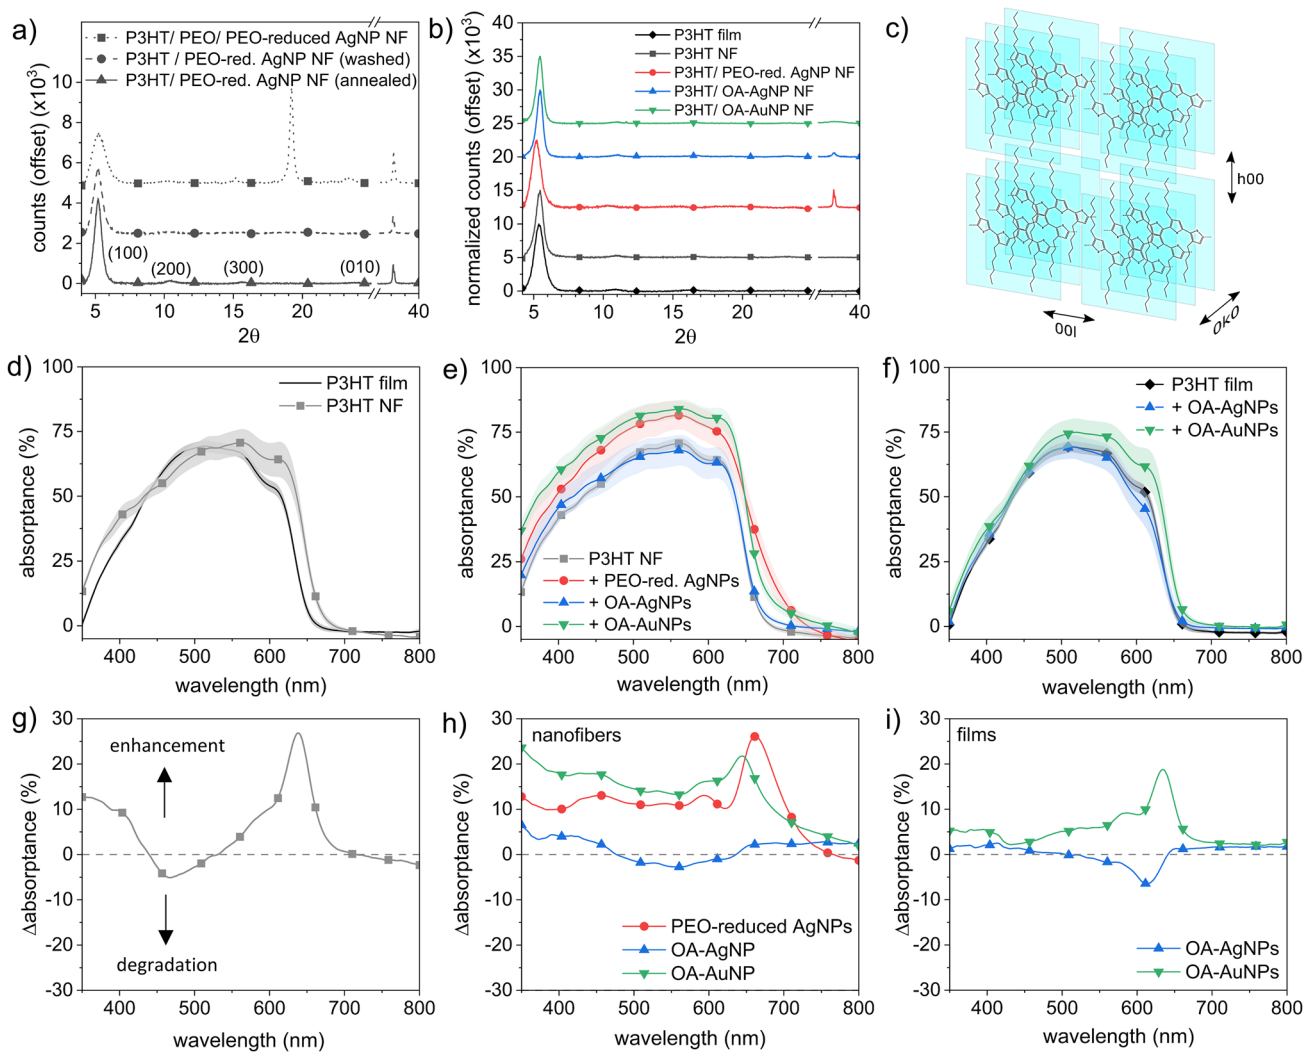 a)
P3HT/ PEO/ PEO-reduced AgNP NF
P3HT / PEO-red. AgNP NF (washed)
P3HT/ PEO-red. AgNP NF (annealed)
counts (offset) (x10³)
10
8
6
4
2
0
(100)
(200)
(300)
(010)
5 10 15 20 40
2θ
b)
P3HT film
P3HT NF
P3HT/ PEO-red. AgNP NF
P3HT/ OA-AgNP NF
P3HT/ OA-AuNP NF
normalized counts (offset) (x10³)
40
35
30
25
20
15
10
5
0
5 10 15 20 40
2θ
c)
h00
l00
0k0
d)
P3HT film
P3HT NF
absorptance (%)
100
75
50
25
0
400 500 600 700 800
wavelength (nm)
e)
absorptance (%)
100
75
50
25
0
P3HT NF
+ PEO-red. AgNPs
+ OA-AgNPs
+ OA-AuNPs
400 500 600 700 800
wavelength (nm)
f)
P3HT film
+ OA-AgNPs
+ OA-AuNPs
absorptance (%)
100
75
50
25
0
400 500 600 700 800
wavelength (nm)
g)
Δabsorptance (%)
30
20
10
0
-10
-20
-30
enhancement
degradation
400 500 600 700 800
wavelength (nm)
h)
nanofibers
Δabsorptance (%)
30
20
10
0
-10
-20
-30
PEO-reduced AgNPs
OA-AgNP
OA-AuNP
400 500 600 700 800
wavelength (nm)
i)
films
Δabsorptance (%)
30
20
10
0
-10
-20
-30
OA-AgNPs
OA-AuNPs
400 500 600 700 800
wavelength (nm)